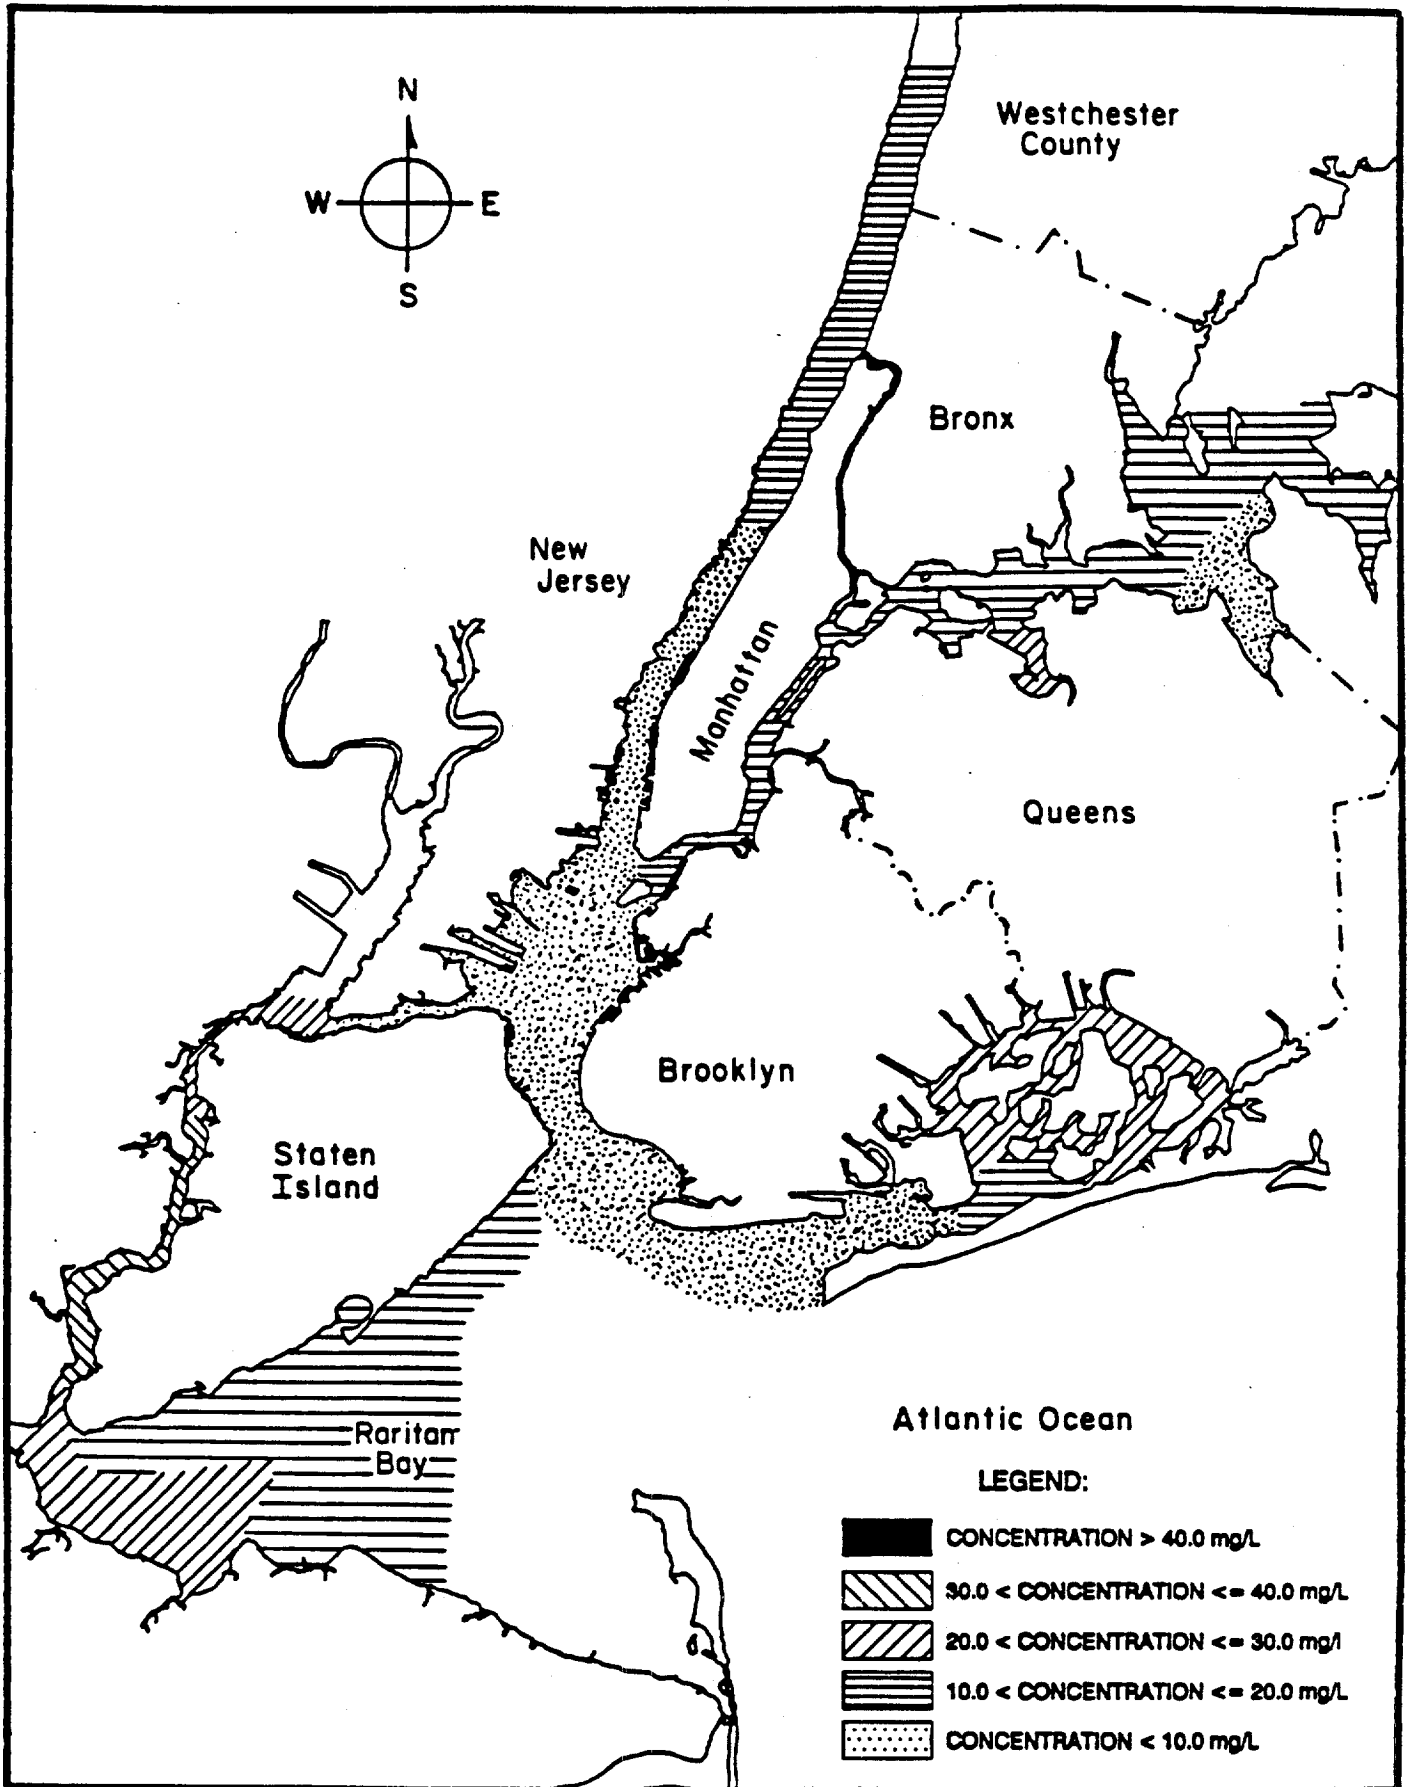 N
W E
S
Westchester
County
Bronx
New
Jersey
Manhattan
Queens
Brooklyn
Staten
Island
Raritan
Bay
Atlantic Ocean
LEGEND:
CONCENTRATION > 40.0 mg/L
30.0 < CONCENTRATION <= 40.0 mg/L
20.0 < CONCENTRATION <= 30.0 mg/l
10.0 < CONCENTRATION <= 20.0 mg/L
CONCENTRATION < 10.0 mg/L